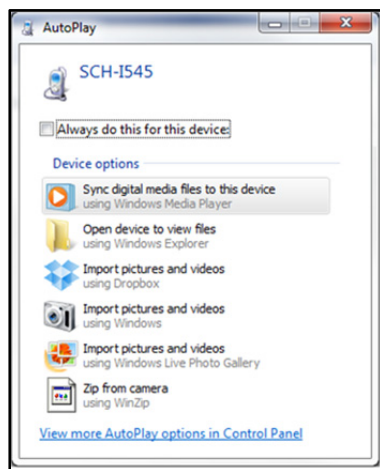 AutoPlay
SCH-I545
Always do this for this device:
Device options
Sync digital media files to this device
using Windows Media Player
Open device to view files
using Windows Explorer
Import pictures and videos
using Dropbox
Import pictures and videos
using Windows
Import pictures and videos
using Windows Live Photo Gallery
Zip from camera
using WinZip
View more AutoPlay options in Control Panel